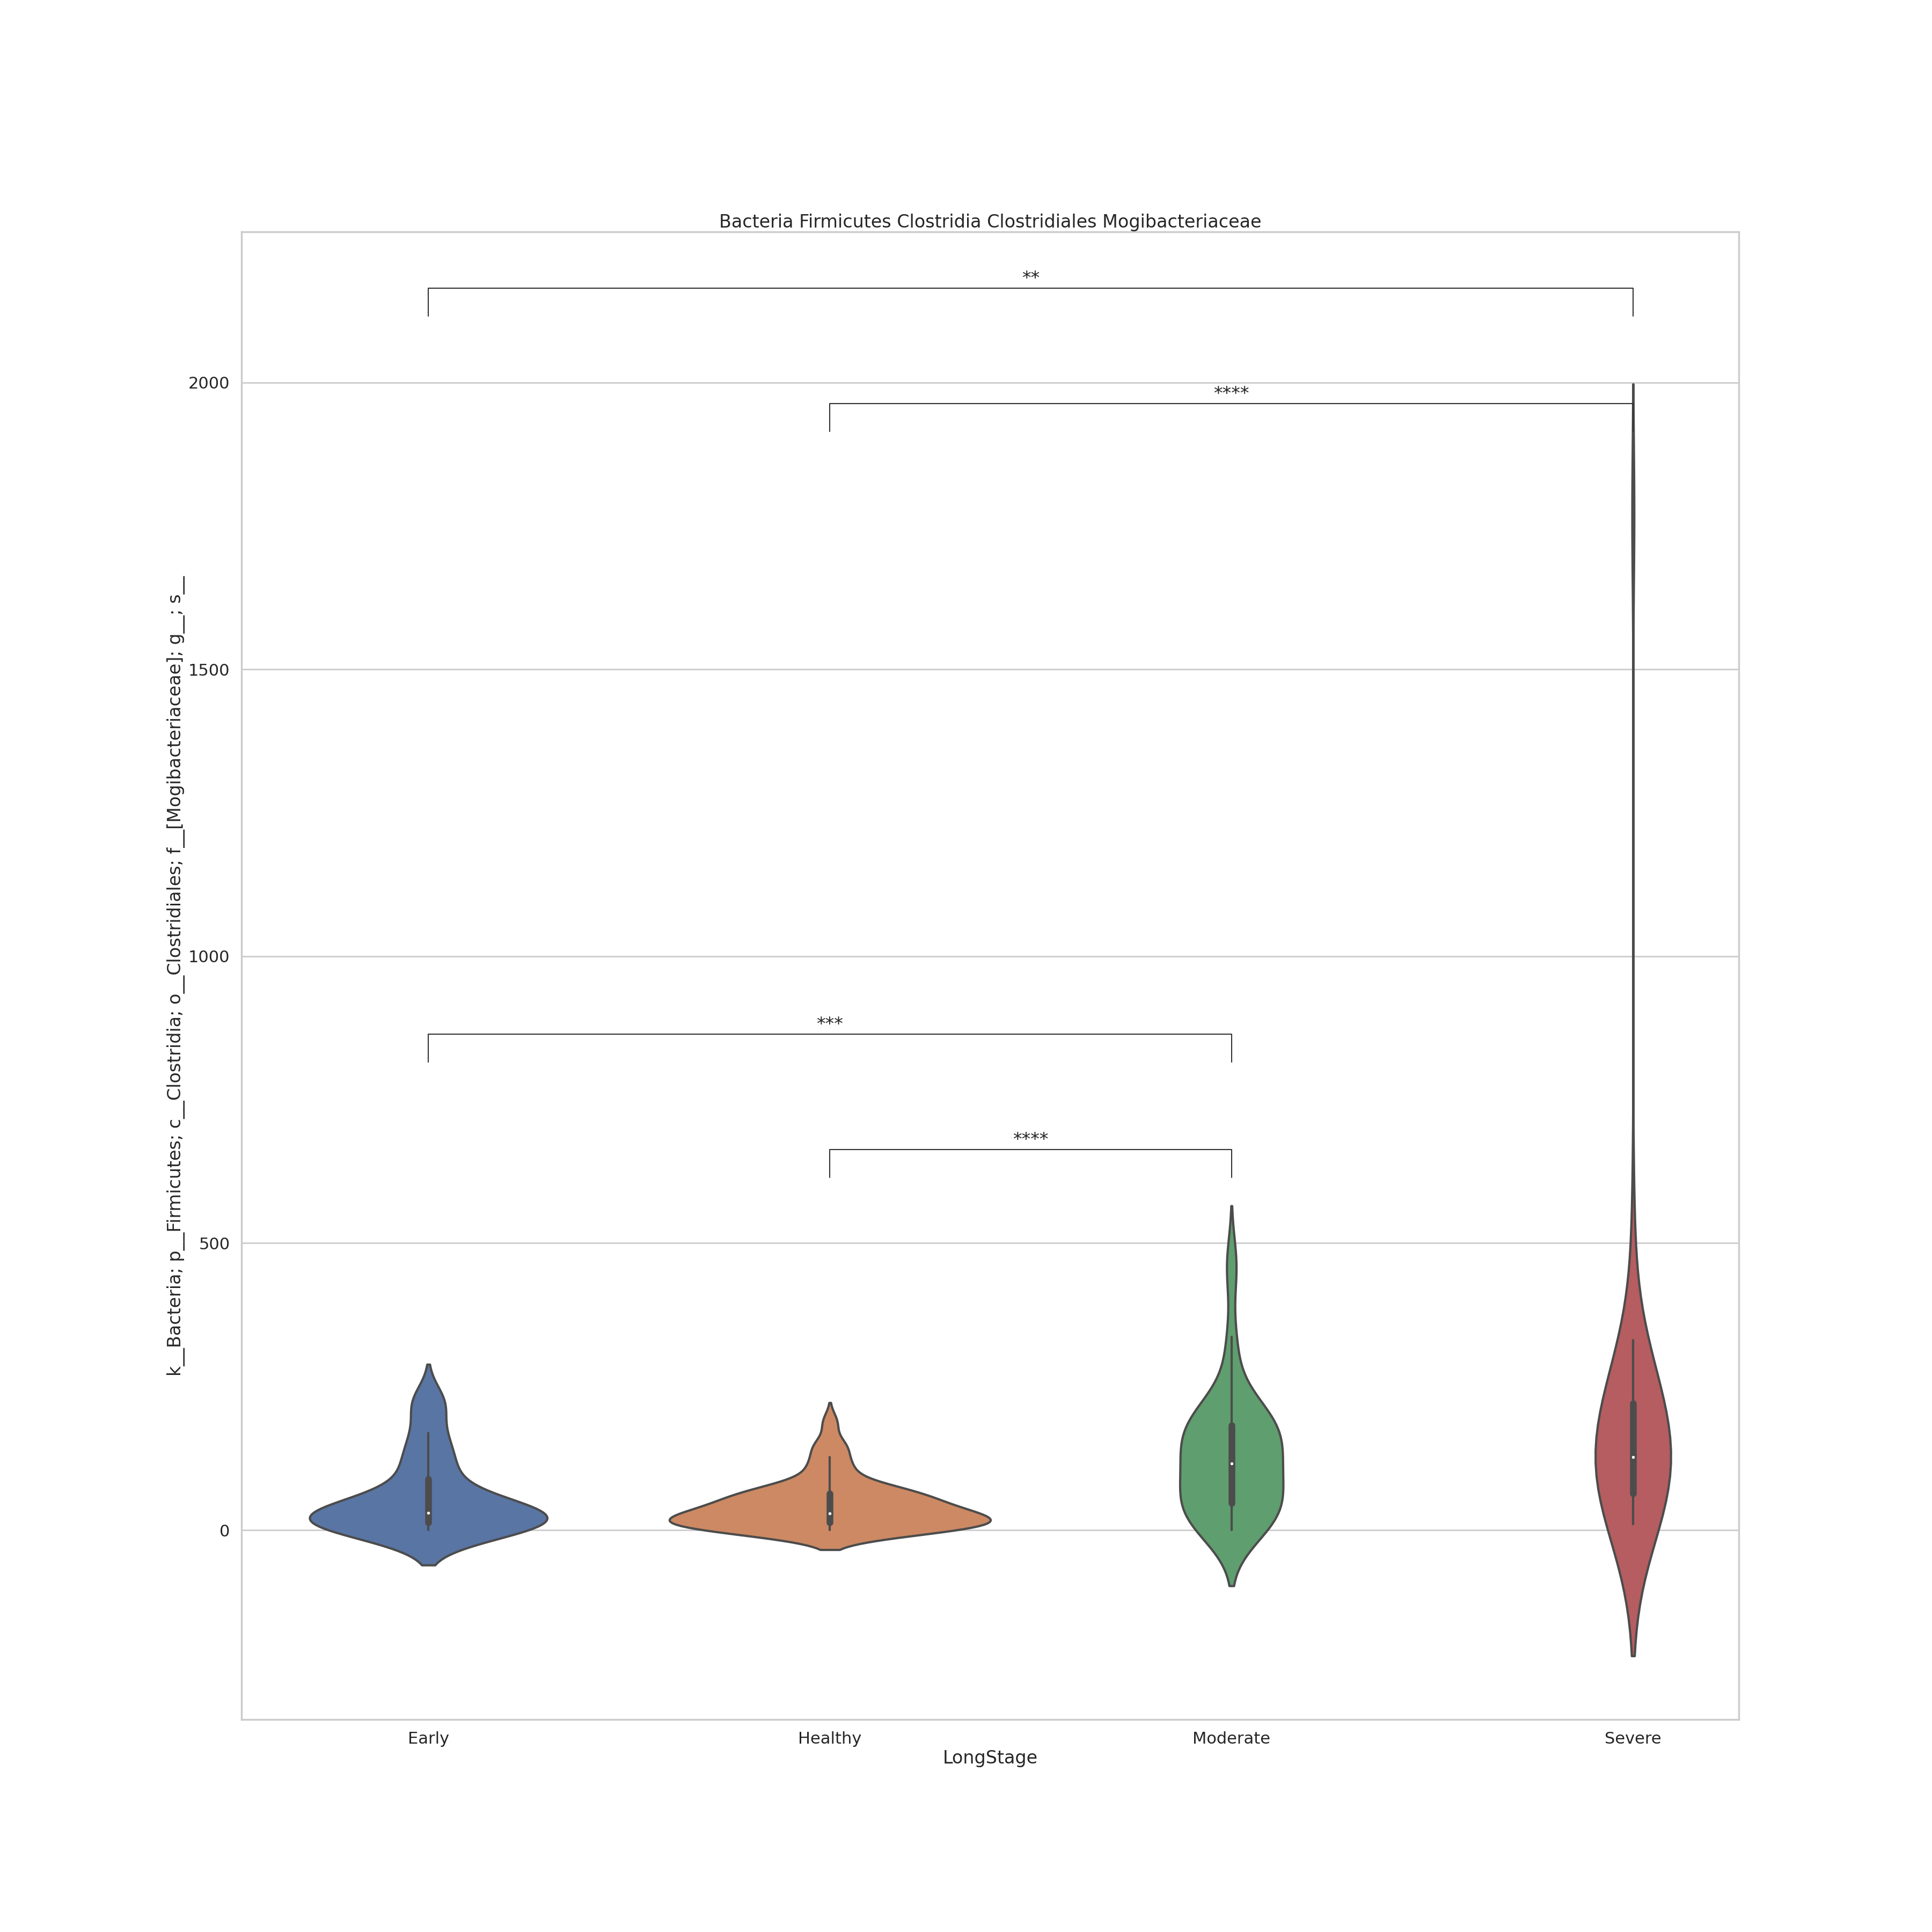 Bacteria Firmicutes Clostridia Clostridiales Mogibacteriaceae
**
2000
****
1500
1000
***
****
500
0
k__Bacteria; p__Firmicutes; c__Clostridia; o__Clostridiales; f__[Mogibacteriaceae]; g__; s__
Early Healthy Moderate Severe
LongStage